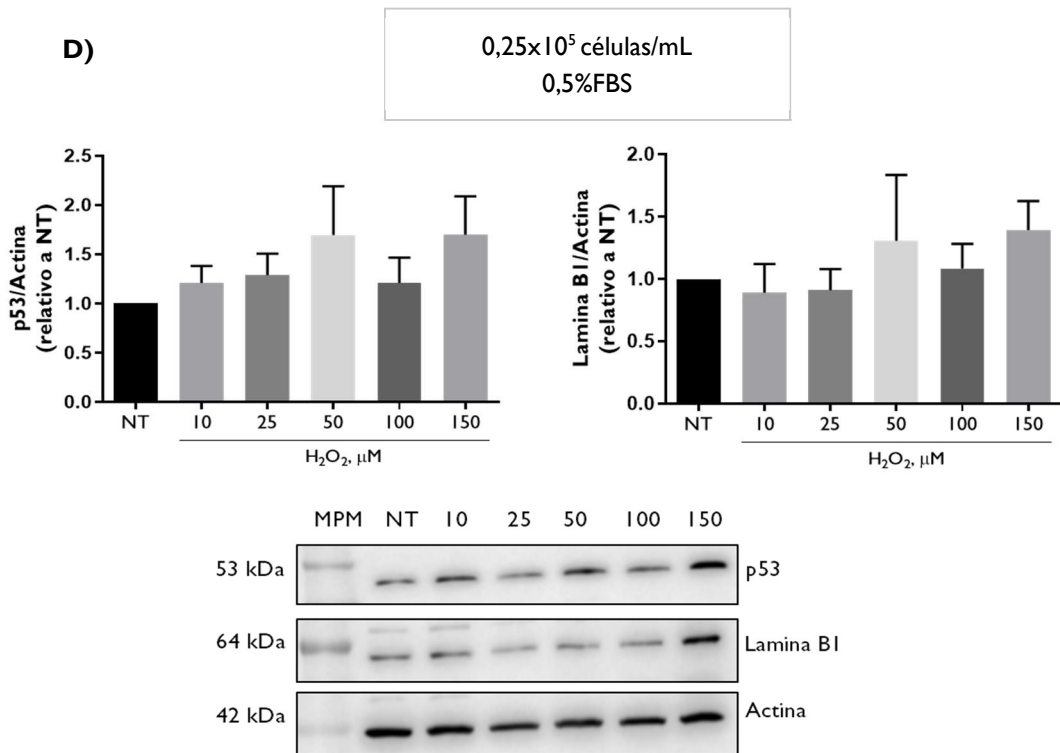 D)
0,25x10⁵ células/mL
0,5%FBS
p53/Actina
(relativo a NT)
2.5
2.0
1.5
1.0
0.5
0.0
NT 10 25 50 100 150
H₂O₂, μM
Lamina B1/Actina
(relativo a NT)
2.0
1.5
1.0
0.5
0.0
NT 10 25 50 100 150
H₂O₂, μM
MPM NT 10 25 50 100 150
53 kDa p53
64 kDa Lamina B1
42 kDa Actina